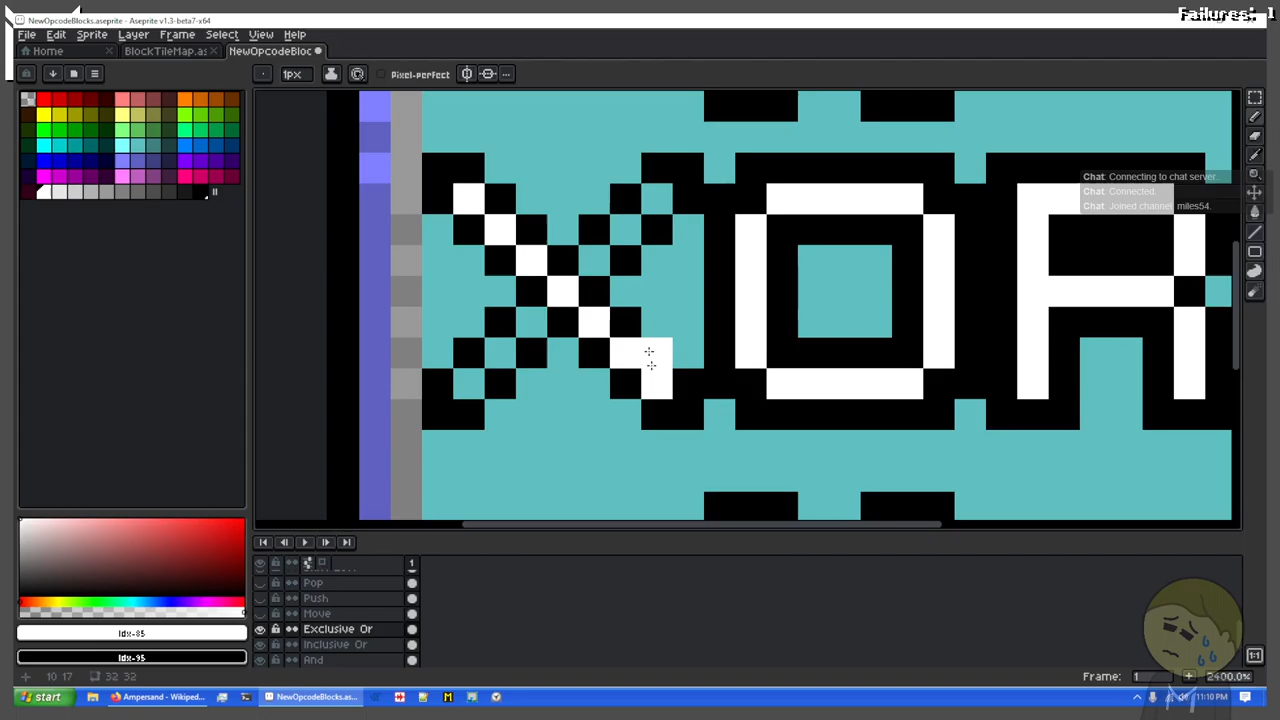 Failures: 1
NewOpcodeBlocks.aseprite - Aseprite v1.3-beta7-x64
File Edit Sprite Layer Frame Select View Help
Home BlockTileMap.as NewOpcodeBloc
1px Pixel-perfect
XOR
Chat Connecting to chat server..
Chat Connected.
Chat Joined channel miles54.
1
Pop
Push
Move
Exclusive Or
Inclusive Or
And
Idx-85
Idx-95
1:1
10 17 32 32
Frame: 1 2400.0%
start Ampersand - Wikiped... NewOpcodeBlocks.as... 11:10 PM